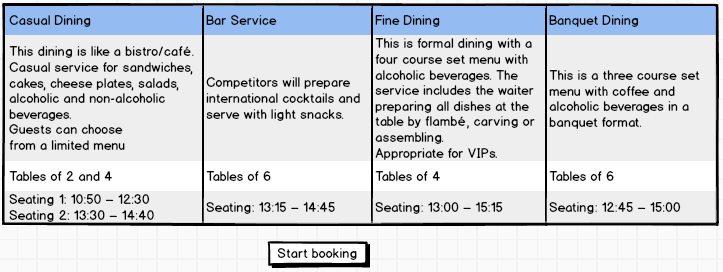 Casual Dining
Bar Service
Fine Dining
Banquet Dining
This dining is like a bistro/café.
Casual service for sandwiches,
cakes, cheese plates, salads,
alcoholic and non-alcoholic
beverages.
Guests can choose
from a limited menu
Competitors will prepare
international cocktails and
serve with light snacks.
This is formal dining with a
four course set menu with
alcoholic beverages. The
service includes the waiter
preparing all dishes at the
table by flambé, carving or
assembling.
Appropriate for VIPs.
This is a three course set
menu with coffee and
alcoholic beverages in a
banquet format.
Tables of 2 and 4
Tables of 6
Tables of 4
Tables of 6
Seating 1: 10:50 – 12:30
Seating 2: 13:30 – 14:40
Seating: 13:15 – 14:45
Seating: 13:00 – 15:15
Seating: 12:45 – 15:00
Start booking